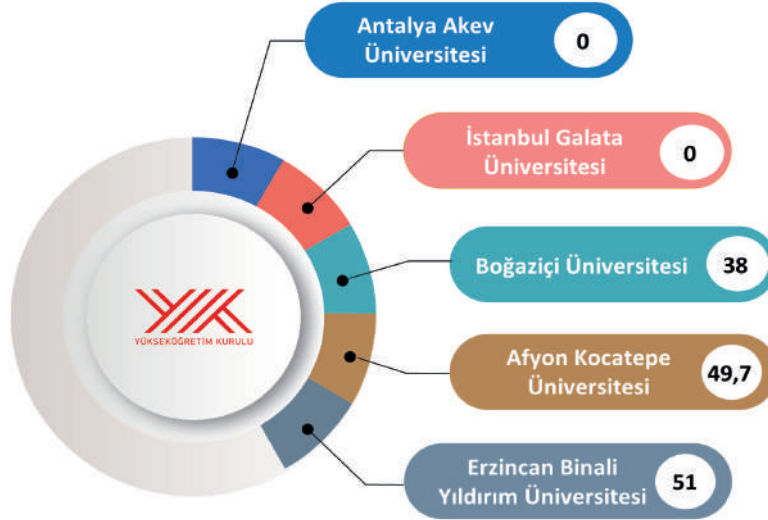 Antalya Akev
Üniversitesi
0
İstanbul Galata
Üniversitesi
0
Boğaziçi Üniversitesi
38
YÜKSEKÖĞRETİM KURULU
Afyon Kocatepe
Üniversitesi
49,7
Erzincan Binali
Yıldırım Üniversitesi
51